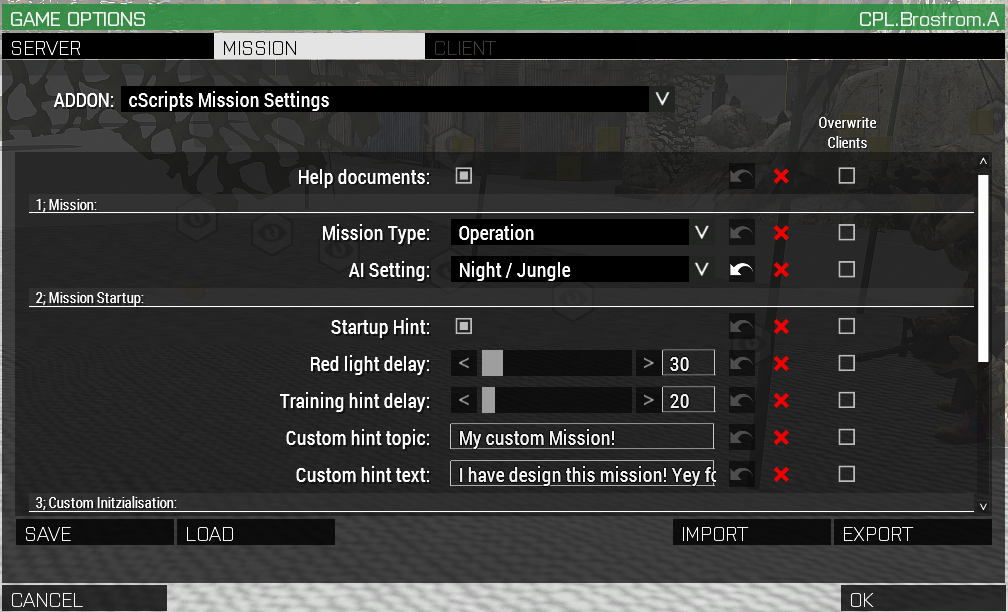 GAME OPTIONS CPL.Brostrom.A
SERVER MISSION CLIENT
ADDON: cScripts Mission Settings V
Overwrite
Clients
Help documents:
1; Mission:
Mission Type: Operation V
AI Setting: Night / Jungle V
2; Mission Startup:
Startup Hint:
Red light delay: < > 30
Training hint delay: < > 20
Custom hint topic: My custom Mission!
Custom hint text: I have design this mission! Yey fo
3; Custom Initzialisation:
SAVE LOAD IMPORT EXPORT
CANCEL OK